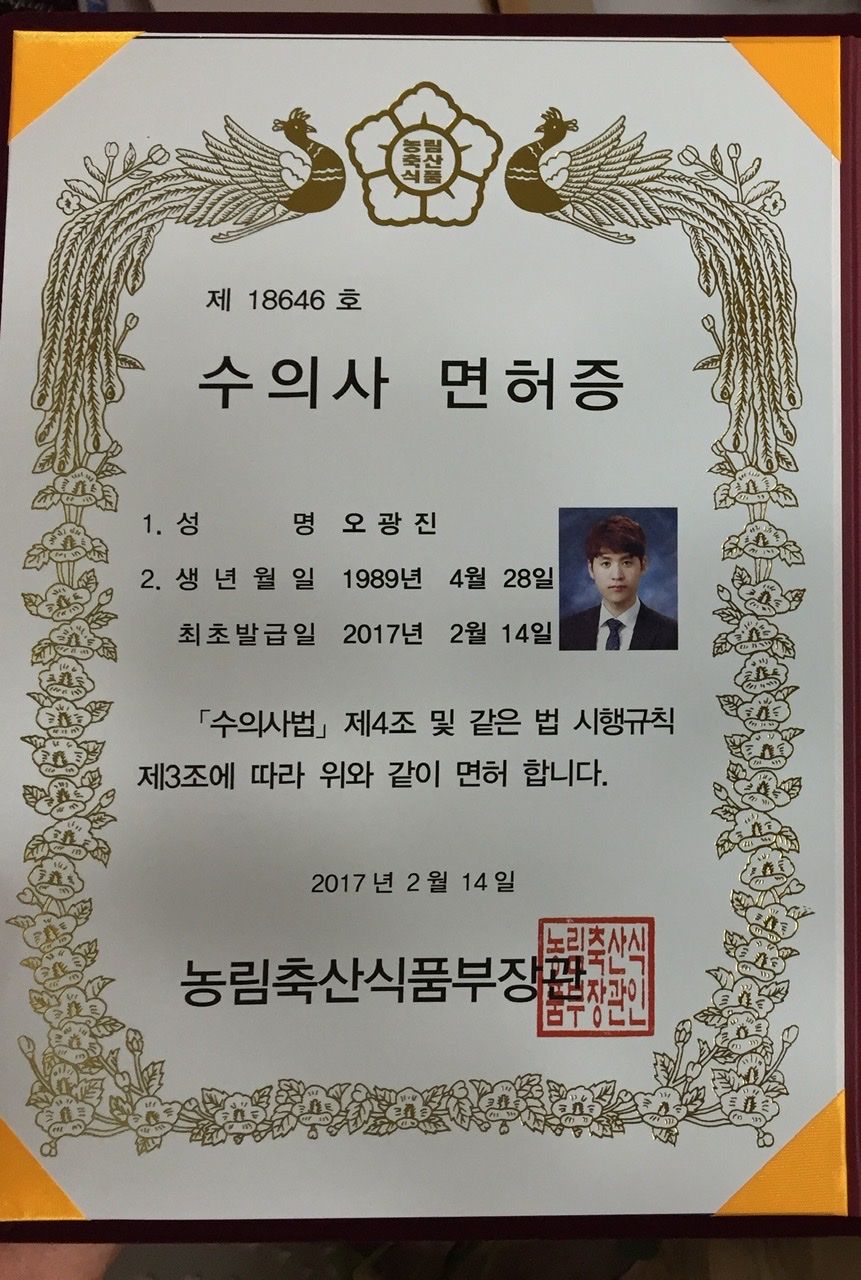 농림
축산
식품
제 18646 호
수의사 면허증
1. 성 명 오 광 진
2. 생 년 월 일 1989년 4월 28일
최초발급일 2017년 2월 14일
「수의사법」 제4조 및 같은 법 시행규칙
제3조에 따라 위와 같이 면허 합니다.
2017 년 2 월 14 일
농림축산식품부장관
농림축산식
품부장관인